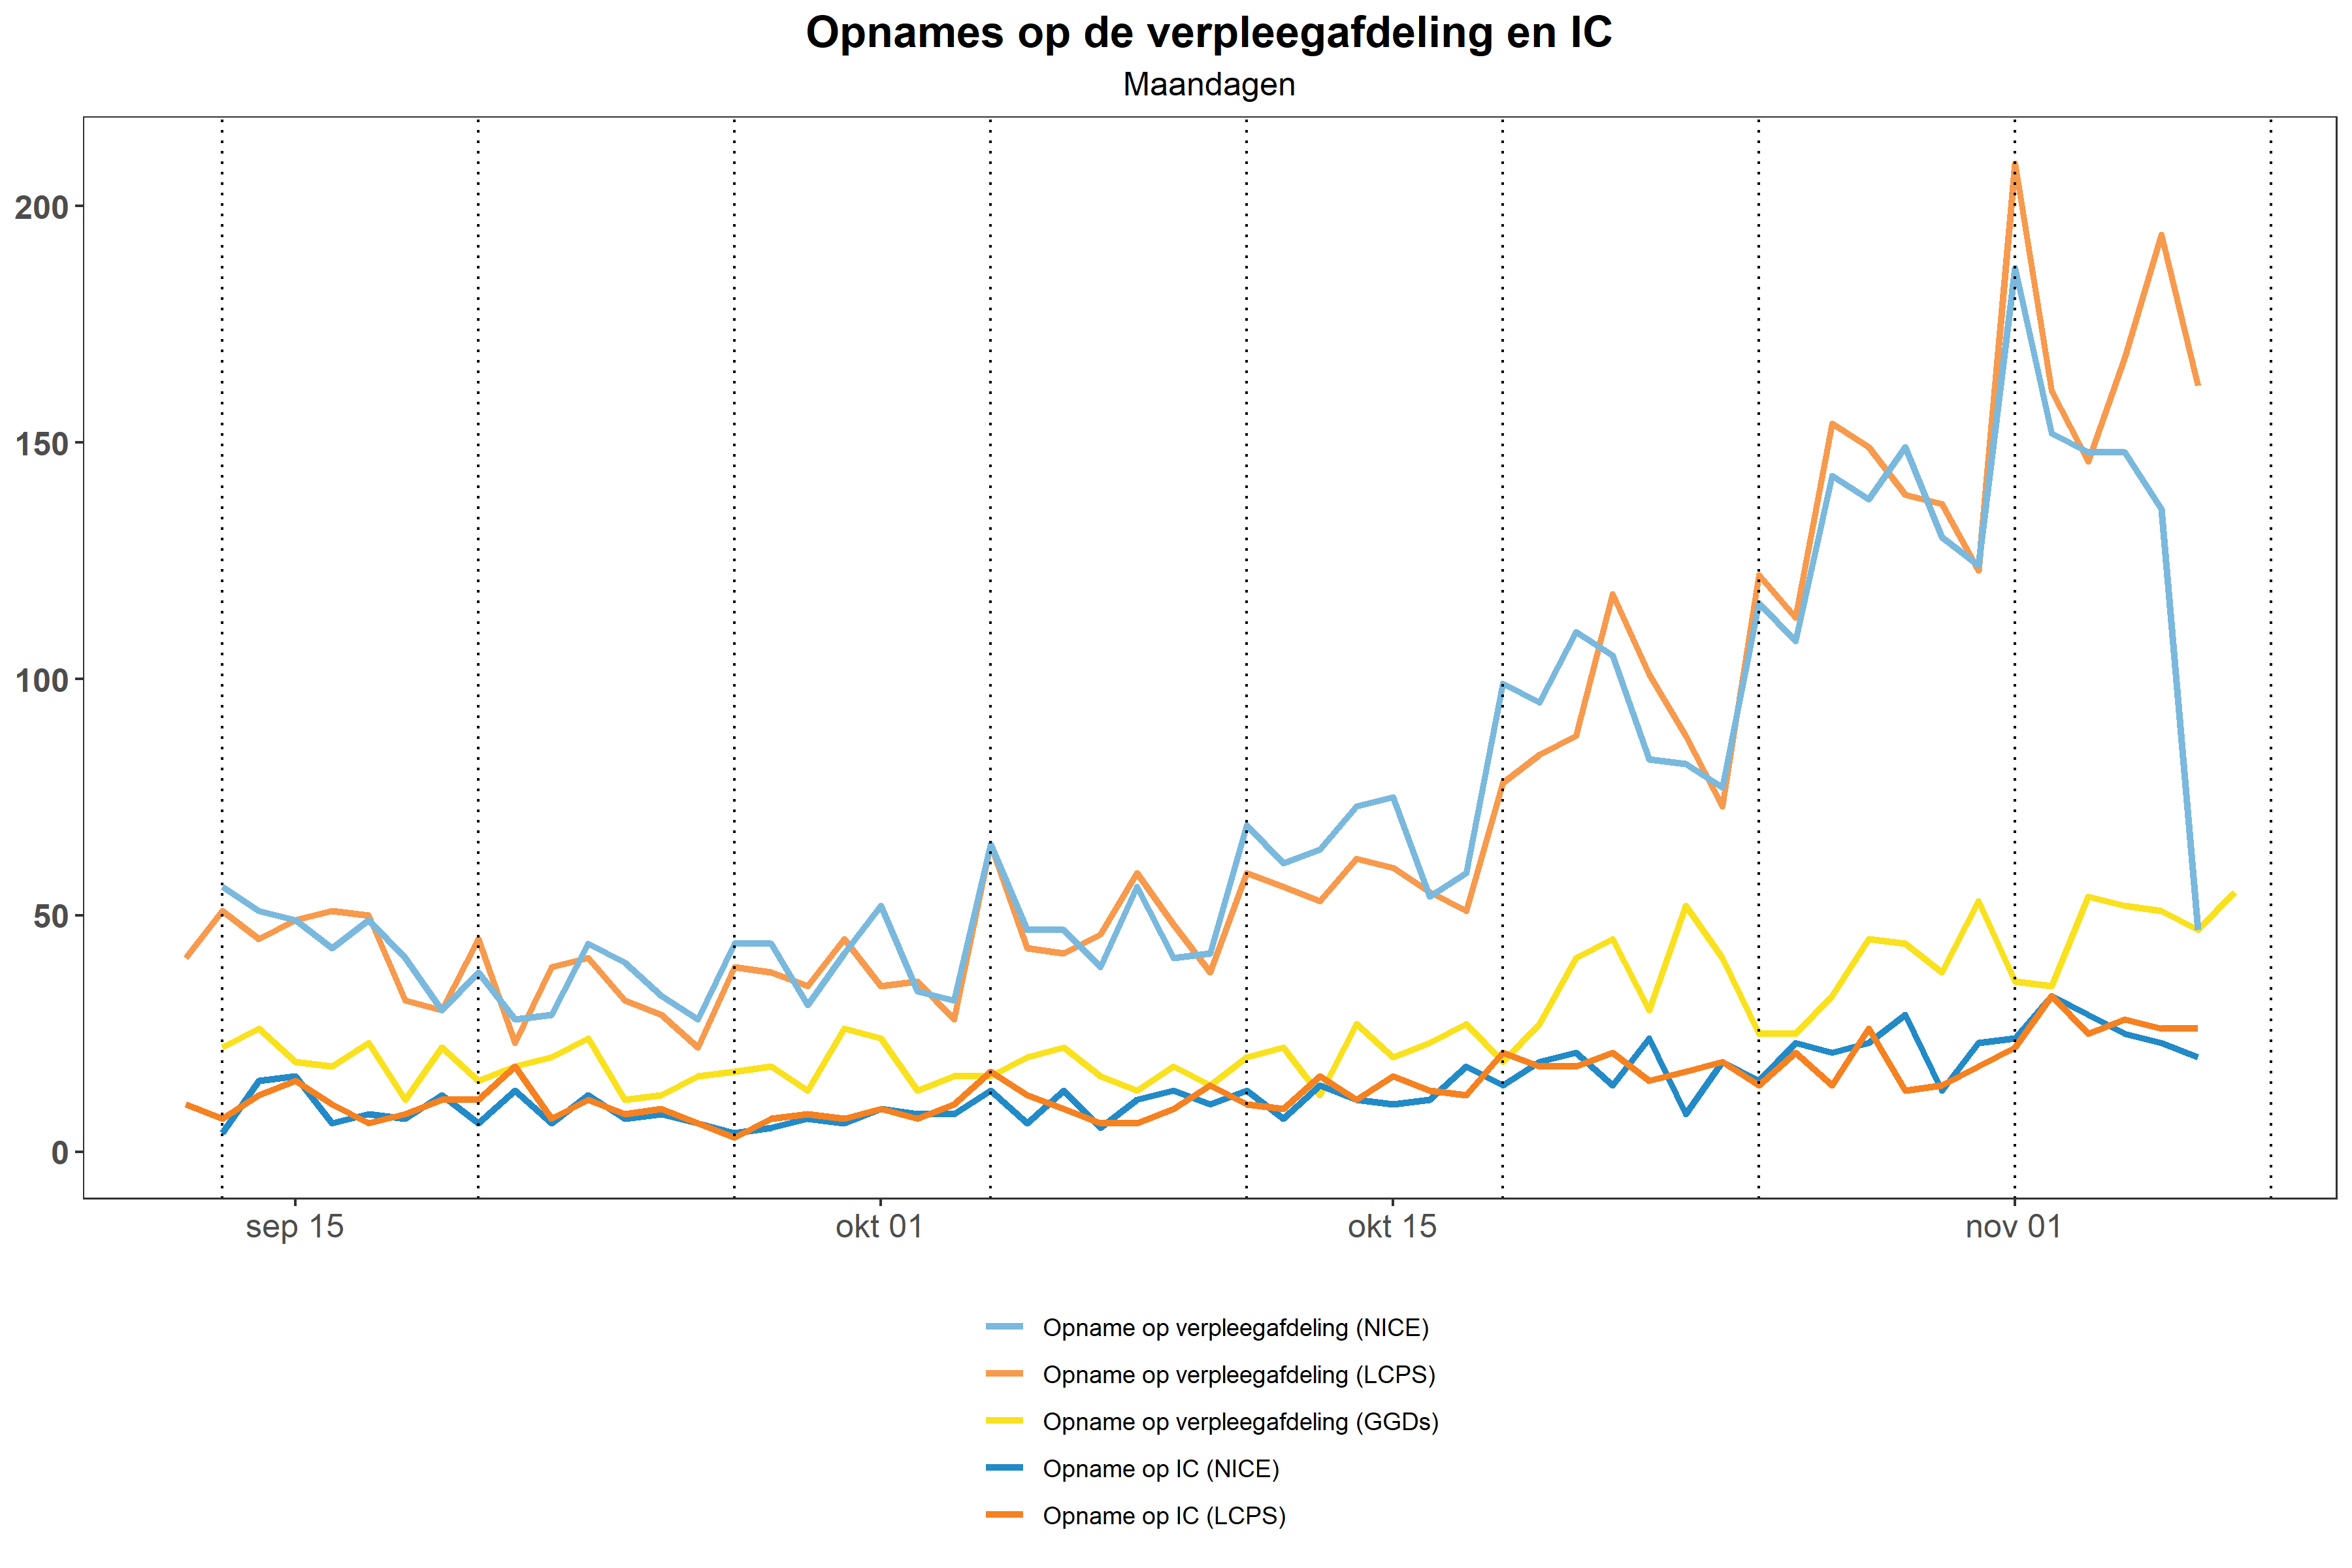 Opnames op de verpleegafdeling en IC
Maandagen
200
150
100
50
0
sep 15
okt 01
okt 15
nov 01
Opname op verpleegafdeling (NICE)
Opname op verpleegafdeling (LCPS)
Opname op verpleegafdeling (GGDs)
Opname op IC (NICE)
Opname op IC (LCPS)